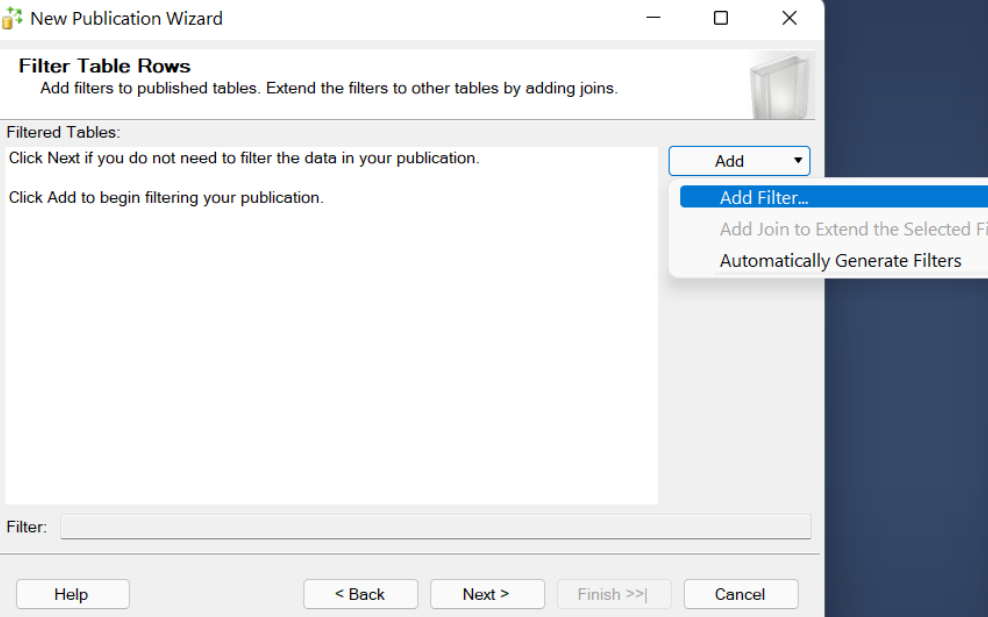 New Publication Wizard
Filter Table Rows
Add filters to published tables. Extend the filters to other tables by adding joins.
Filtered Tables:
Click Next if you do not need to filter the data in your publication.
Click Add to begin filtering your publication.
Add
Add Filter...
Add Join to Extend the Selected
Automatically Generate Filters
Filter:
Help
< Back
Next >
Finish >>|
Cancel